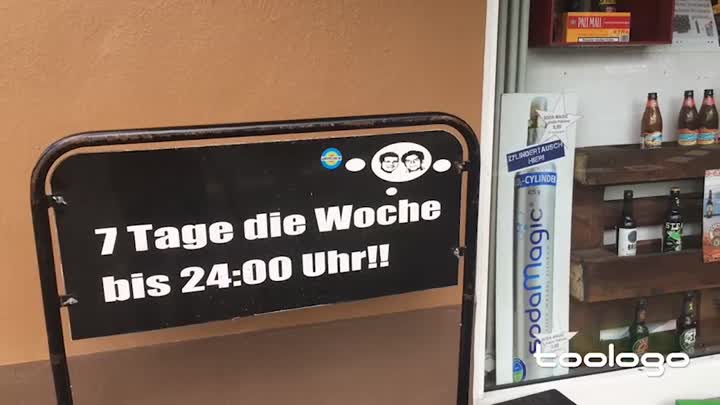 7 Tage die Woche
bis 24:00 Uhr!!
PALL MALL
ZYLINDERTAUSCH
HIER!
CYLINDER
sodaMagic
toologo